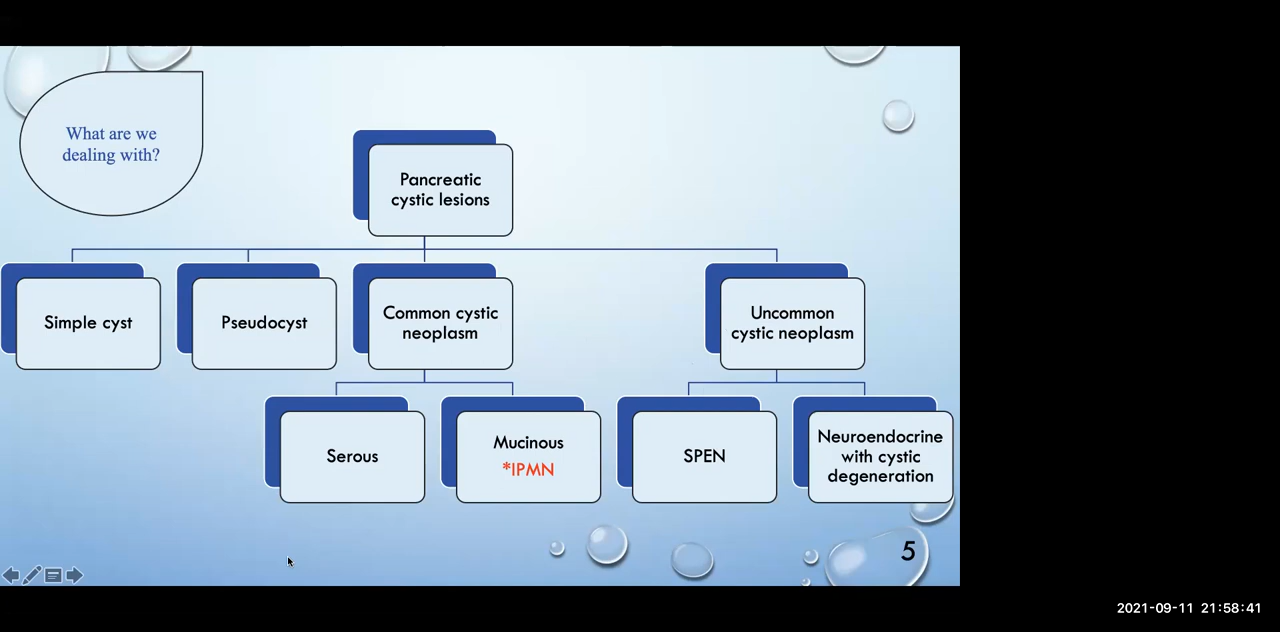 What are we
dealing with?
Pancreatic
cystic lesions
Simple cyst
Pseudocyst
Common cystic
neoplasm
Uncommon
cystic neoplasm
Serous
Mucinous
*IPMN
SPEN
Neuroendocrine
with cystic
degeneration
5
2021-09-11 21:58:41